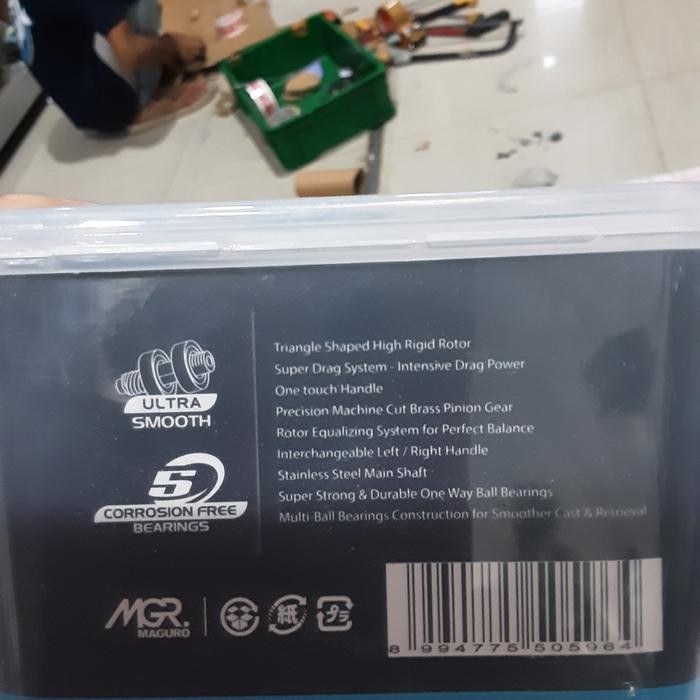 ULTRA
SMOOTH
5
CORROSION FREE
BEARINGS
Triangle Shaped High Rigid Rotor
Super Drag System - Intensive Drag Power
One touch Handle
Precision Machine Cut Brass Pinion Gear
Rotor Equalizing System for Perfect Balance
Interchangeable Left / Right Handle
Stainless Steel Main Shaft
Super Strong & Durable One Way Ball Bearings
Multi-Ball Bearings Construction for Smoother Cast & Retrieval
MGR.
MAGURO
紙
プラ
8 994775 505964